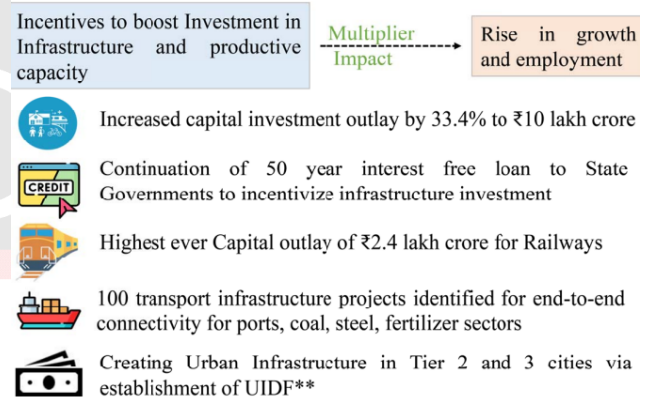 Incentives to boost Investment in
Infrastructure and productive
capacity
Multiplier
Impact
Rise in growth
and employment
Increased capital investment outlay by 33.4% to ₹10 lakh crore
CREDIT
Continuation of 50 year interest free loan to State
Governments to incentivize infrastructure investment
Highest ever Capital outlay of ₹2.4 lakh crore for Railways
100 transport infrastructure projects identified for end-to-end
connectivity for ports, coal, steel, fertilizer sectors
Creating Urban Infrastructure in Tier 2 and 3 cities via
establishment of UIDF**